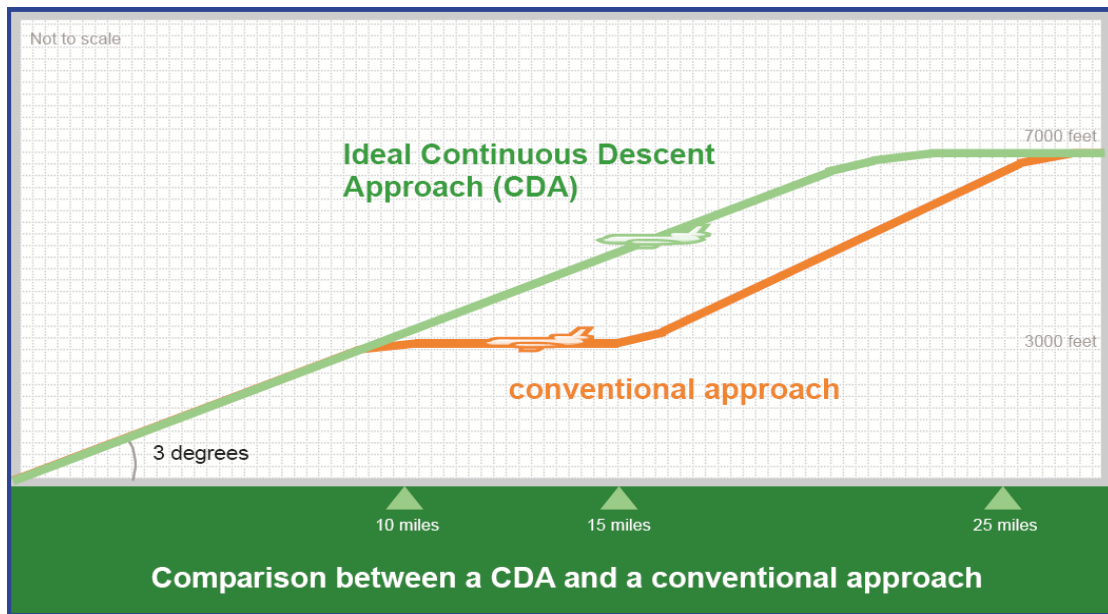 Not to scale
7000 feet
Ideal Continuous Descent
Approach (CDA)
3000 feet
conventional approach
3 degrees
10 miles
15 miles
25 miles
Comparison between a CDA and a conventional approach